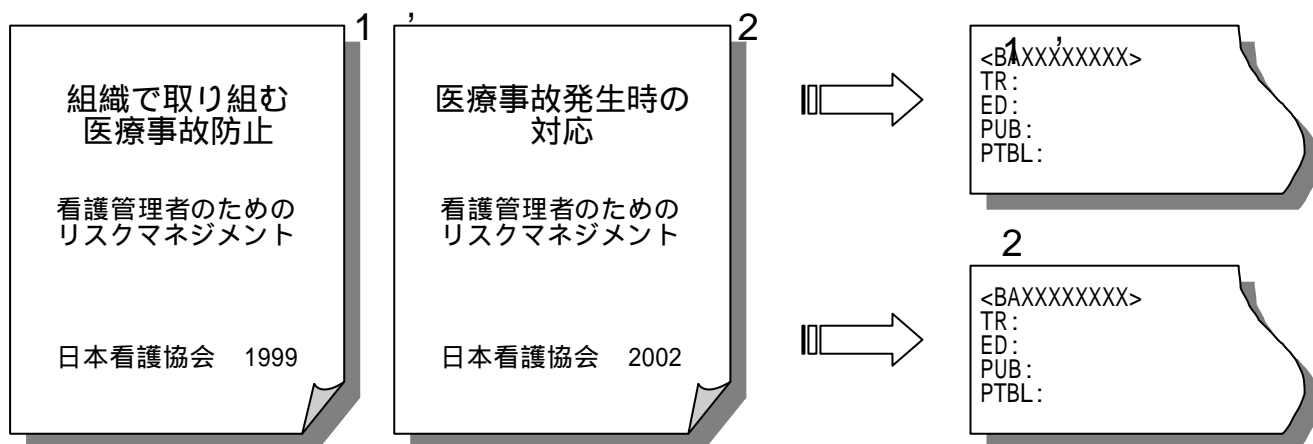 1 ’
組織で取り組む
医療事故防止
看護管理者のための
リスクマネジメント
日本看護協会 1999
2
医療事故発生時の
対応
看護管理者のための
リスクマネジメント
日本看護協会 2002
1 ’
<BAXXXXXXXX>
TR:
ED:
PUB:
PTBL:
2
<BAXXXXXXXX>
TR:
ED:
PUB:
PTBL: